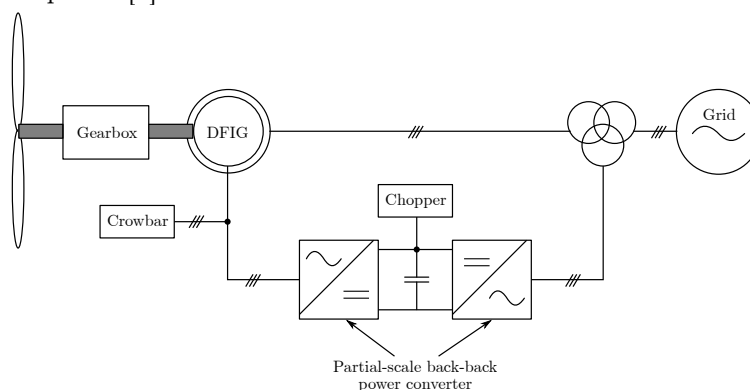 Gearbox
DFIG
Grid
Crowbar
Chopper
Partial-scale back-back
power converter